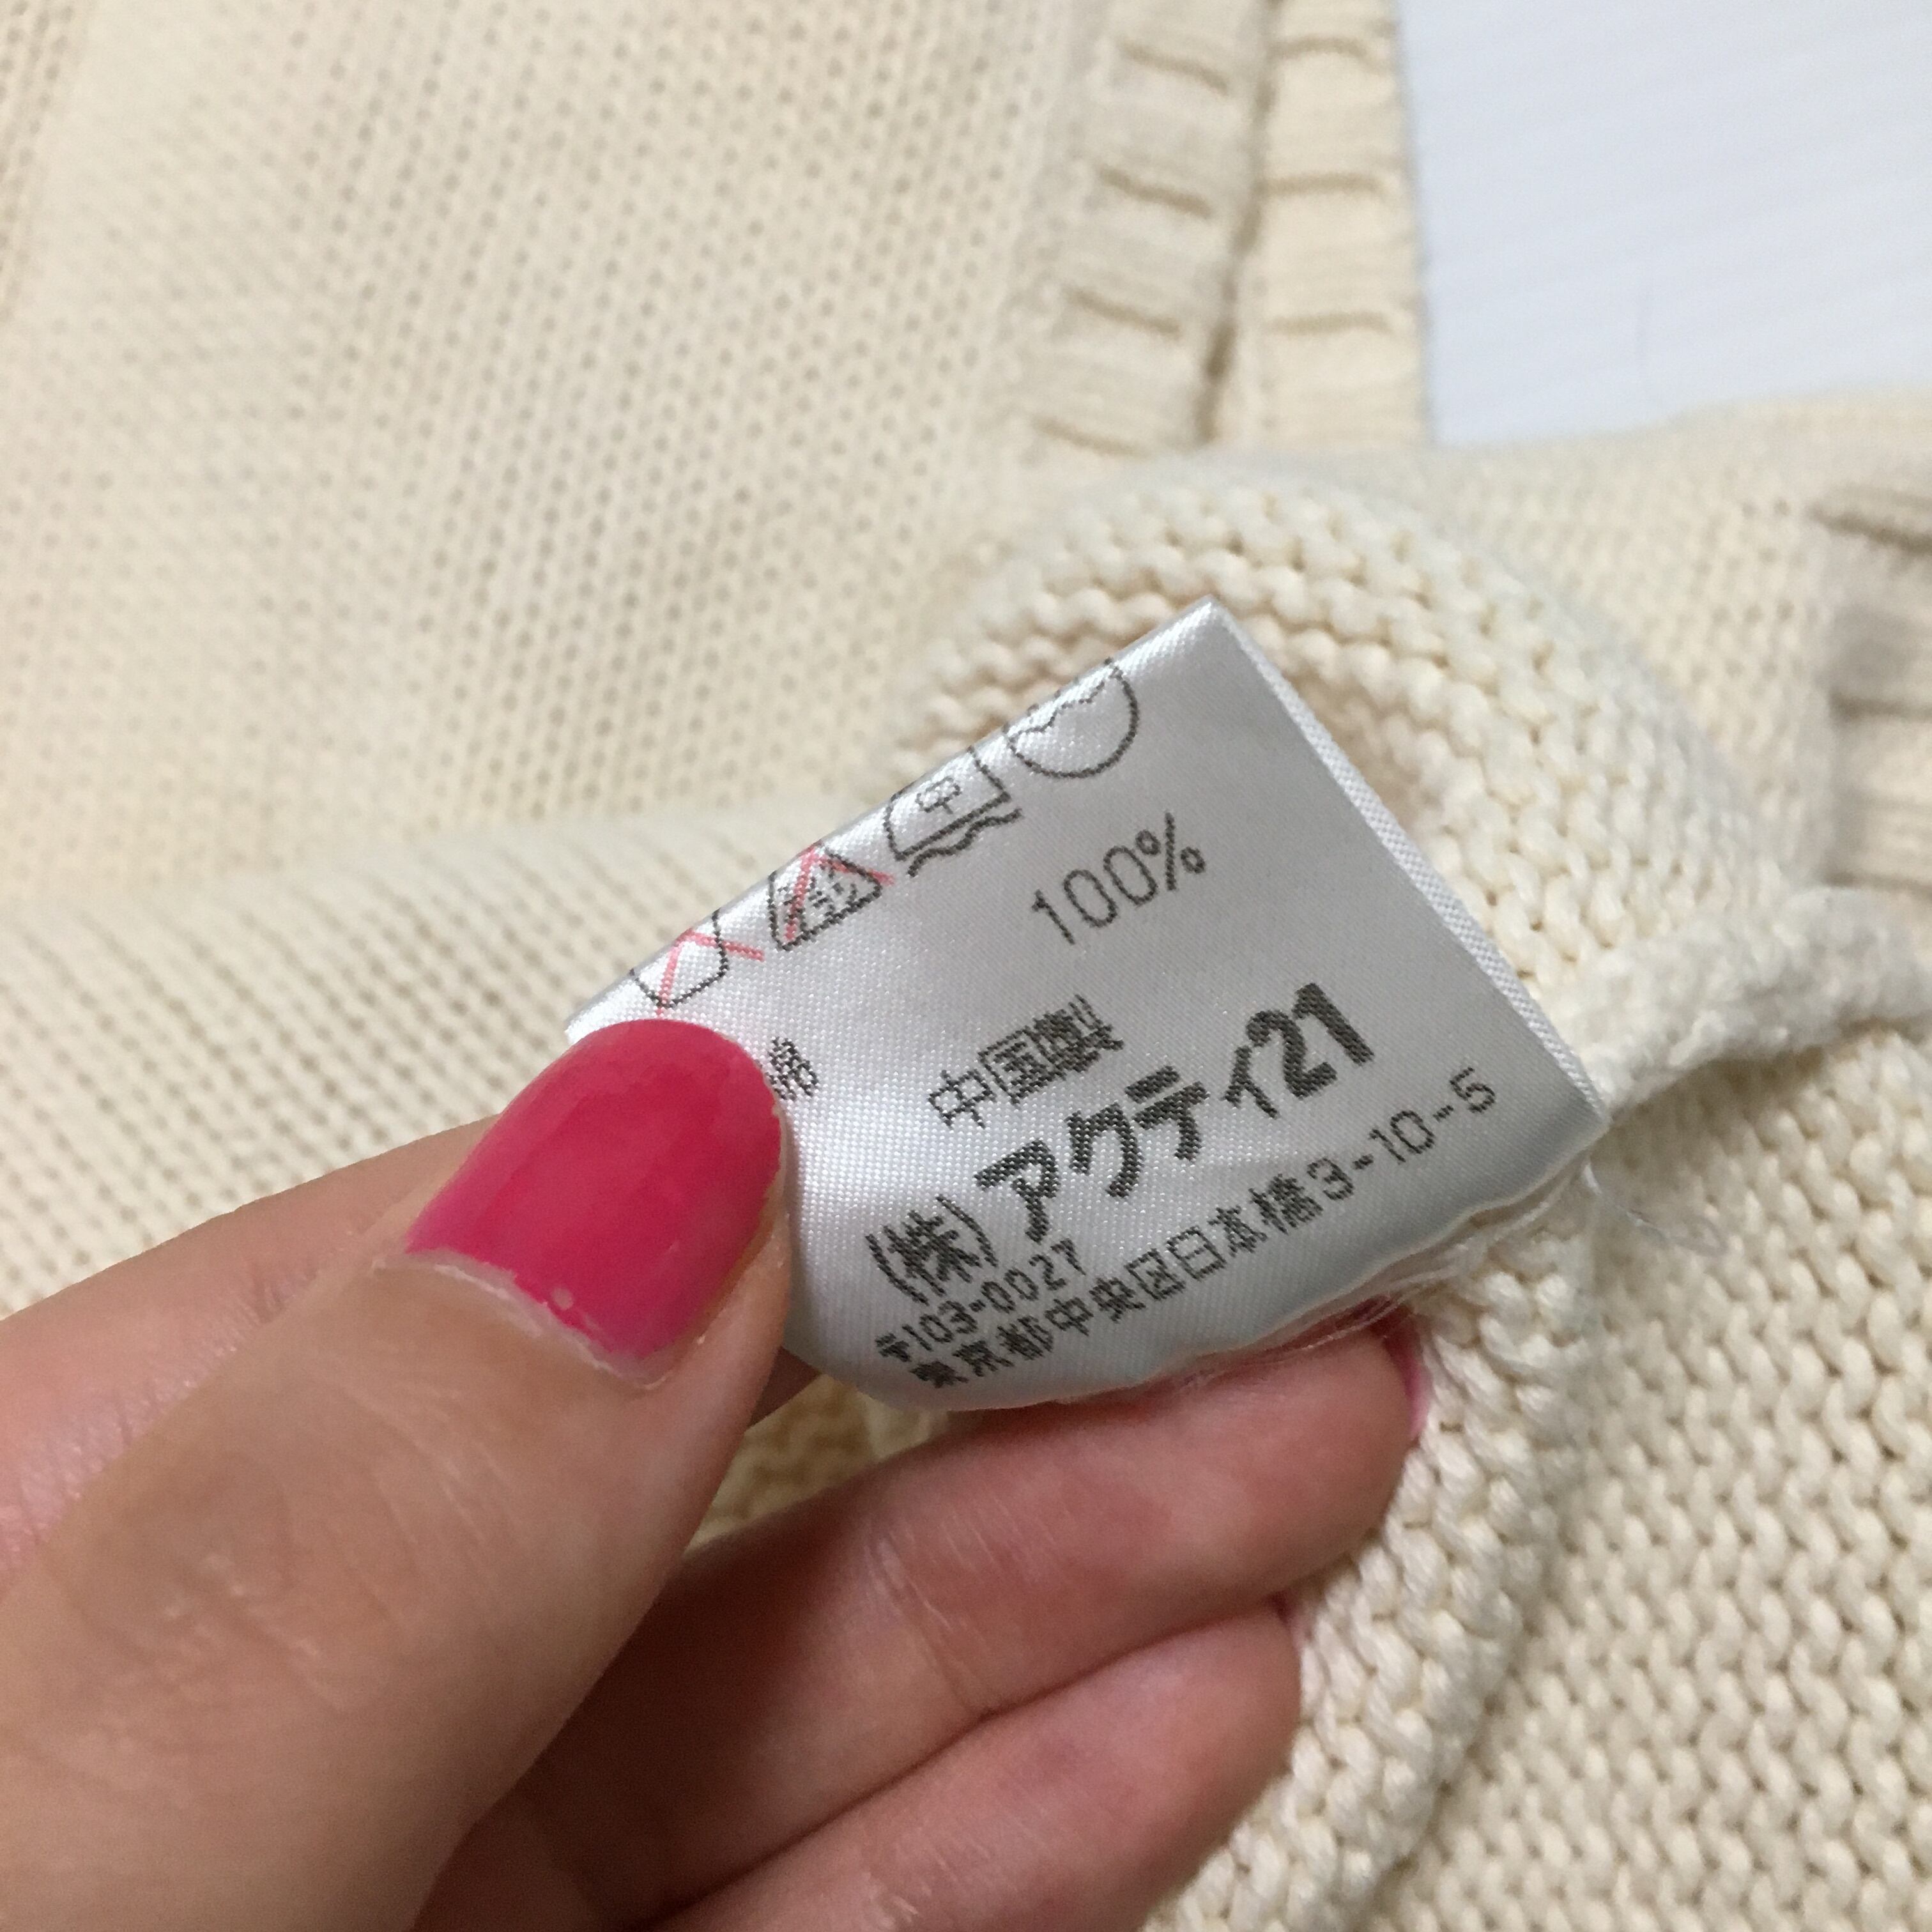 中
綿 100%
中国製
(株)アクティ21
〒103-0027
東京都中央区日本橋3-10-5